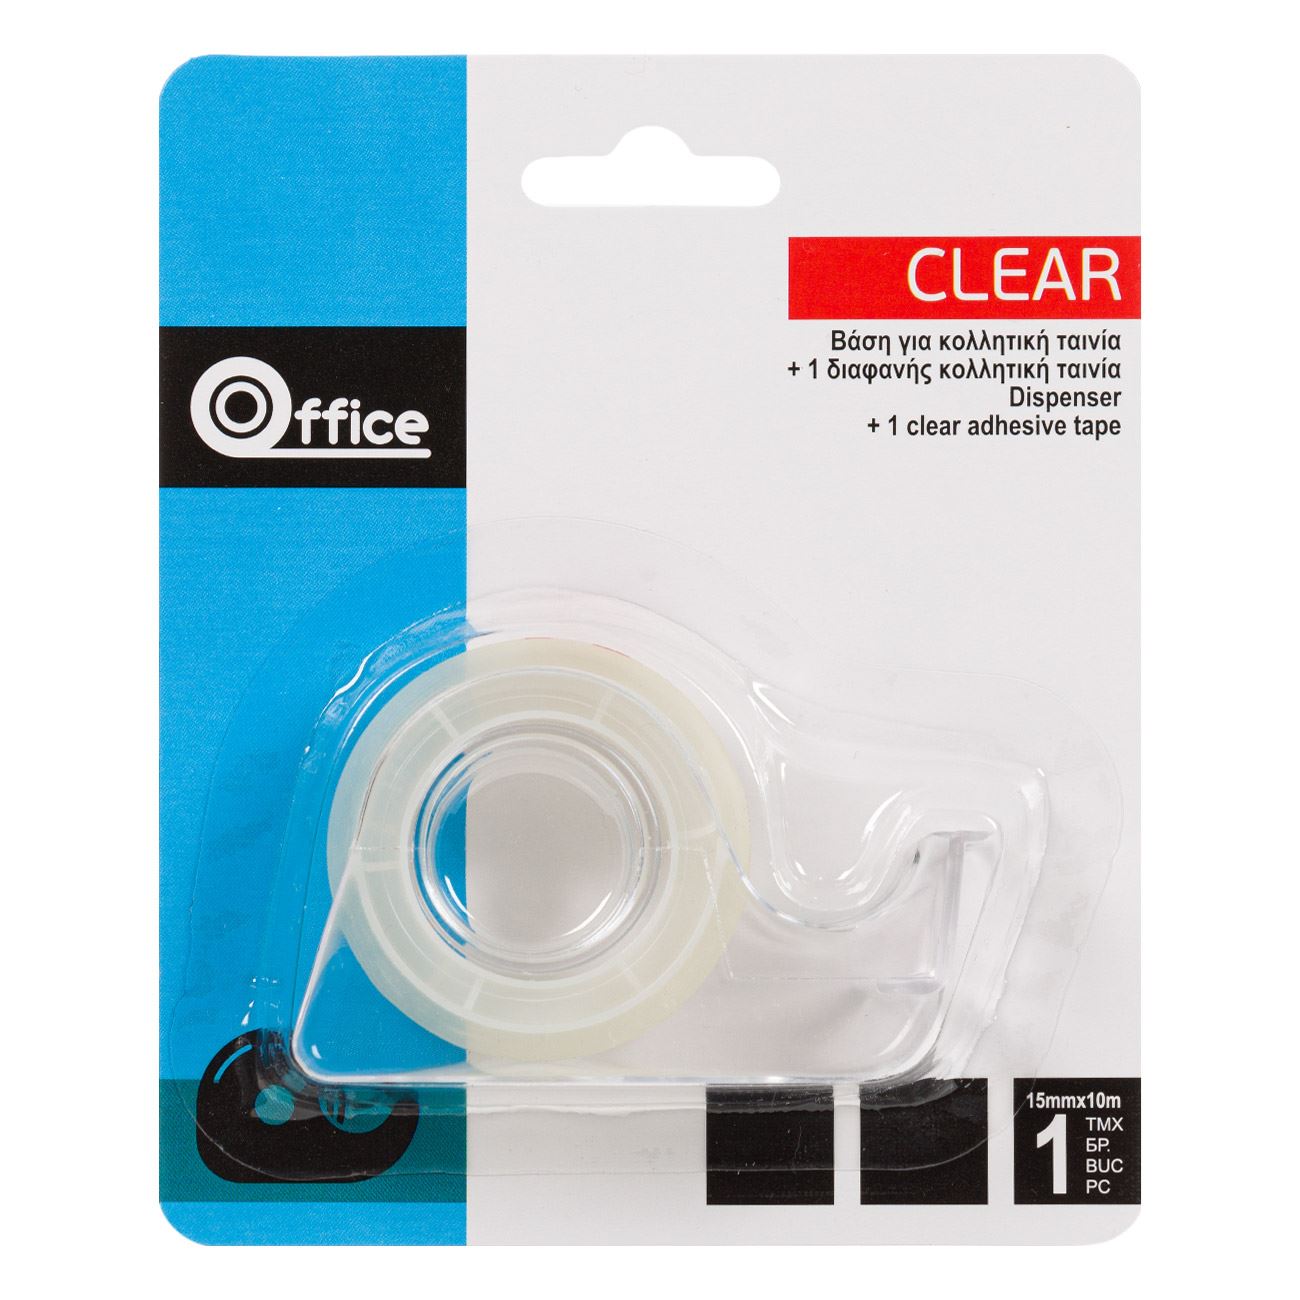 CLEAR
Βάση για κολλητική ταινία
+ 1 διαφανής κολλητική ταινία
Dispenser
+ 1 clear adhesive tape
Office
15mmx10m
1
ΤΜΧ
БР.
BUC
PC